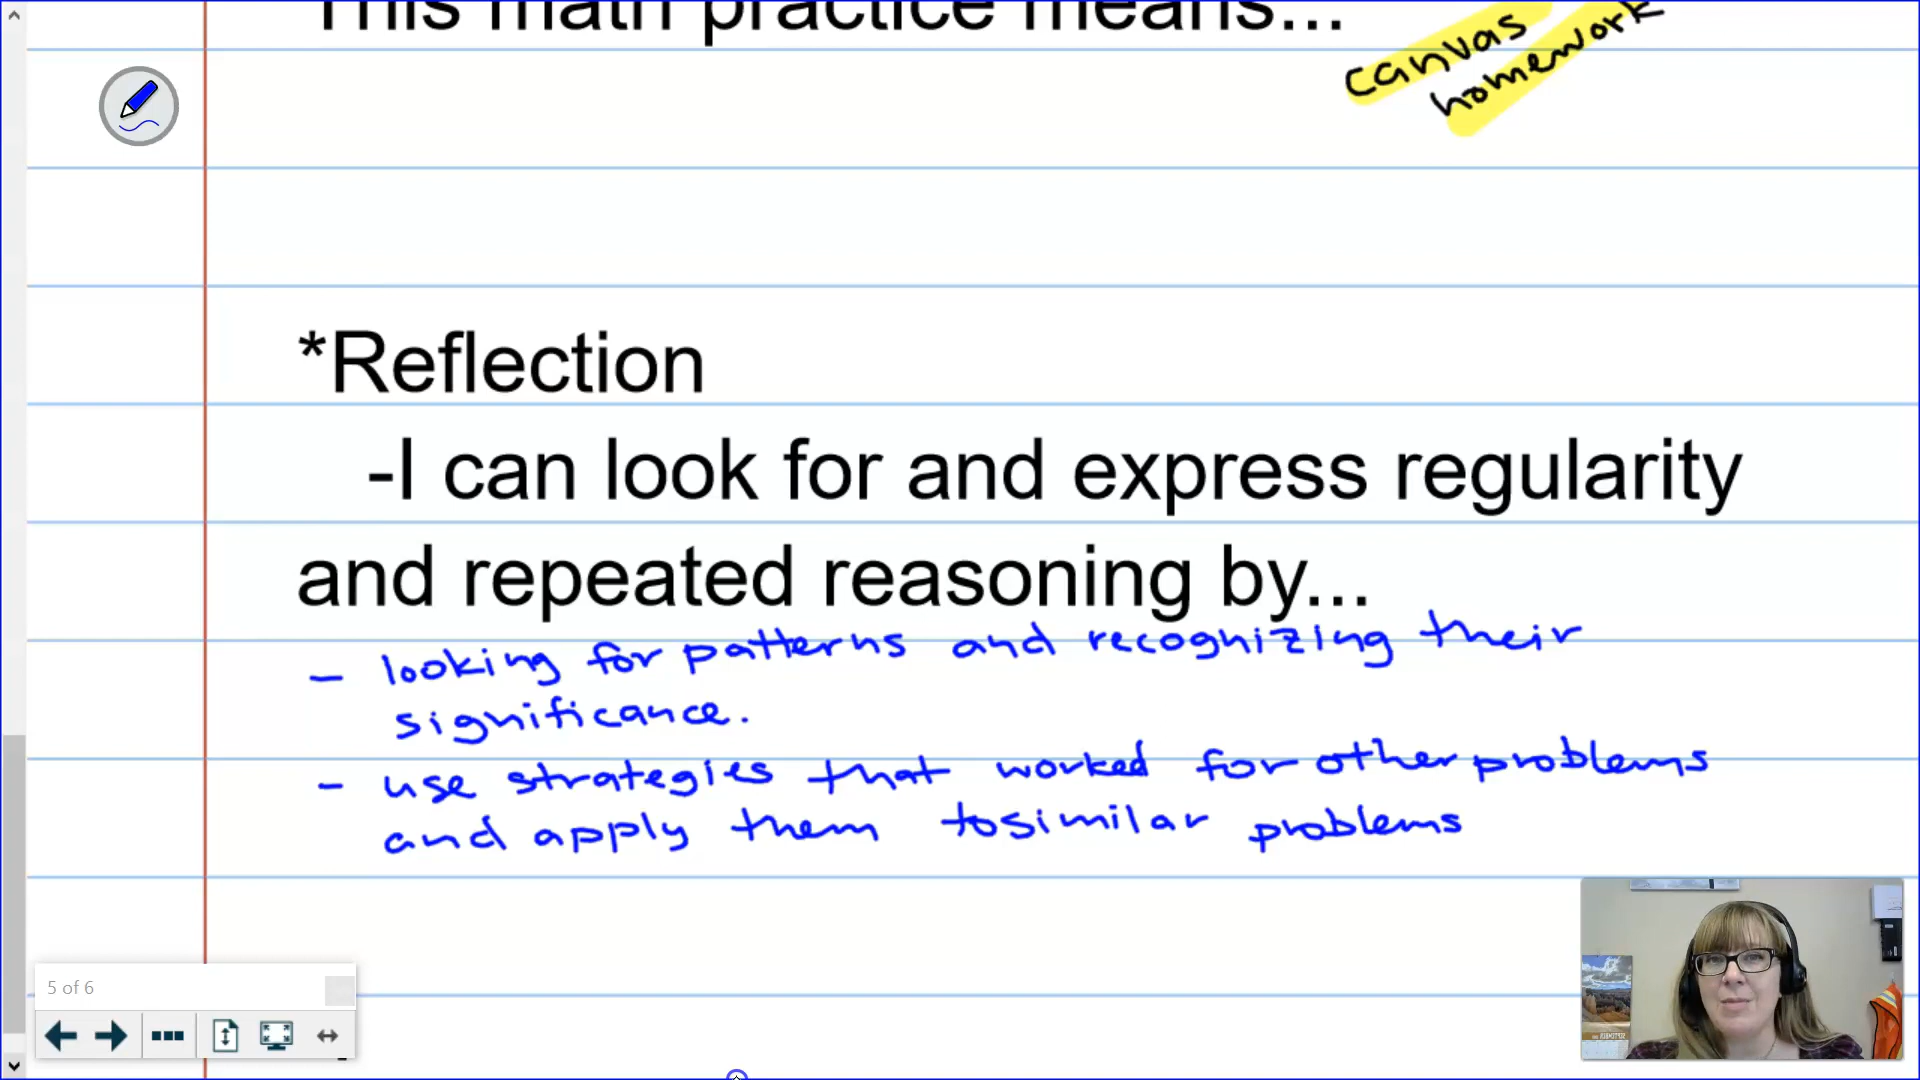 This math practice means...
canvas
homework
*Reflection
-I can look for and express regularity
and repeated reasoning by...
- looking for patterns and recognizing their
significance.
- use strategies that worked for other problems
and apply them to similar problems
5 of 6